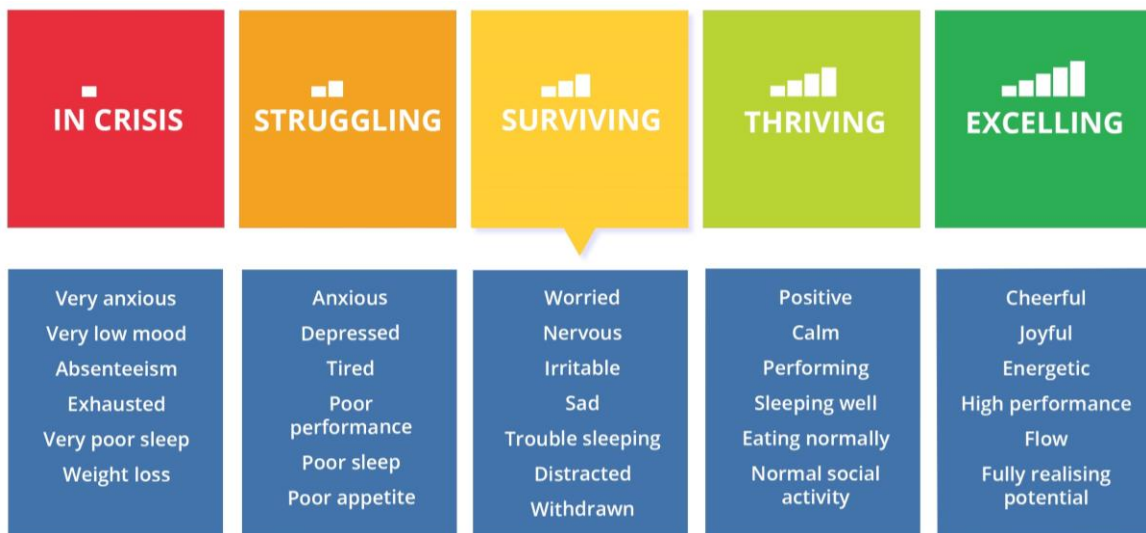 IN CRISIS
STRUGGLING
SURVIVING
THRIVING
EXCELLING
Very anxious
Very low mood
Absenteeism
Exhausted
Very poor sleep
Weight loss
Anxious
Depressed
Tired
Poor
performance
Poor sleep
Poor appetite
Worried
Nervous
Irritable
Sad
Trouble sleeping
Distracted
Withdrawn
Positive
Calm
Performing
Sleeping well
Eating normally
Normal social
activity
Cheerful
Joyful
Energetic
High performance
Flow
Fully realising
potential